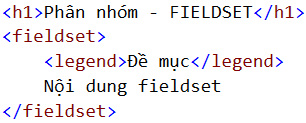 <h1>Phân nhóm - FIELDSET</h1>
<fieldset>
    <legend>Đề mục</legend>
    Nội dung fieldset
</fieldset>